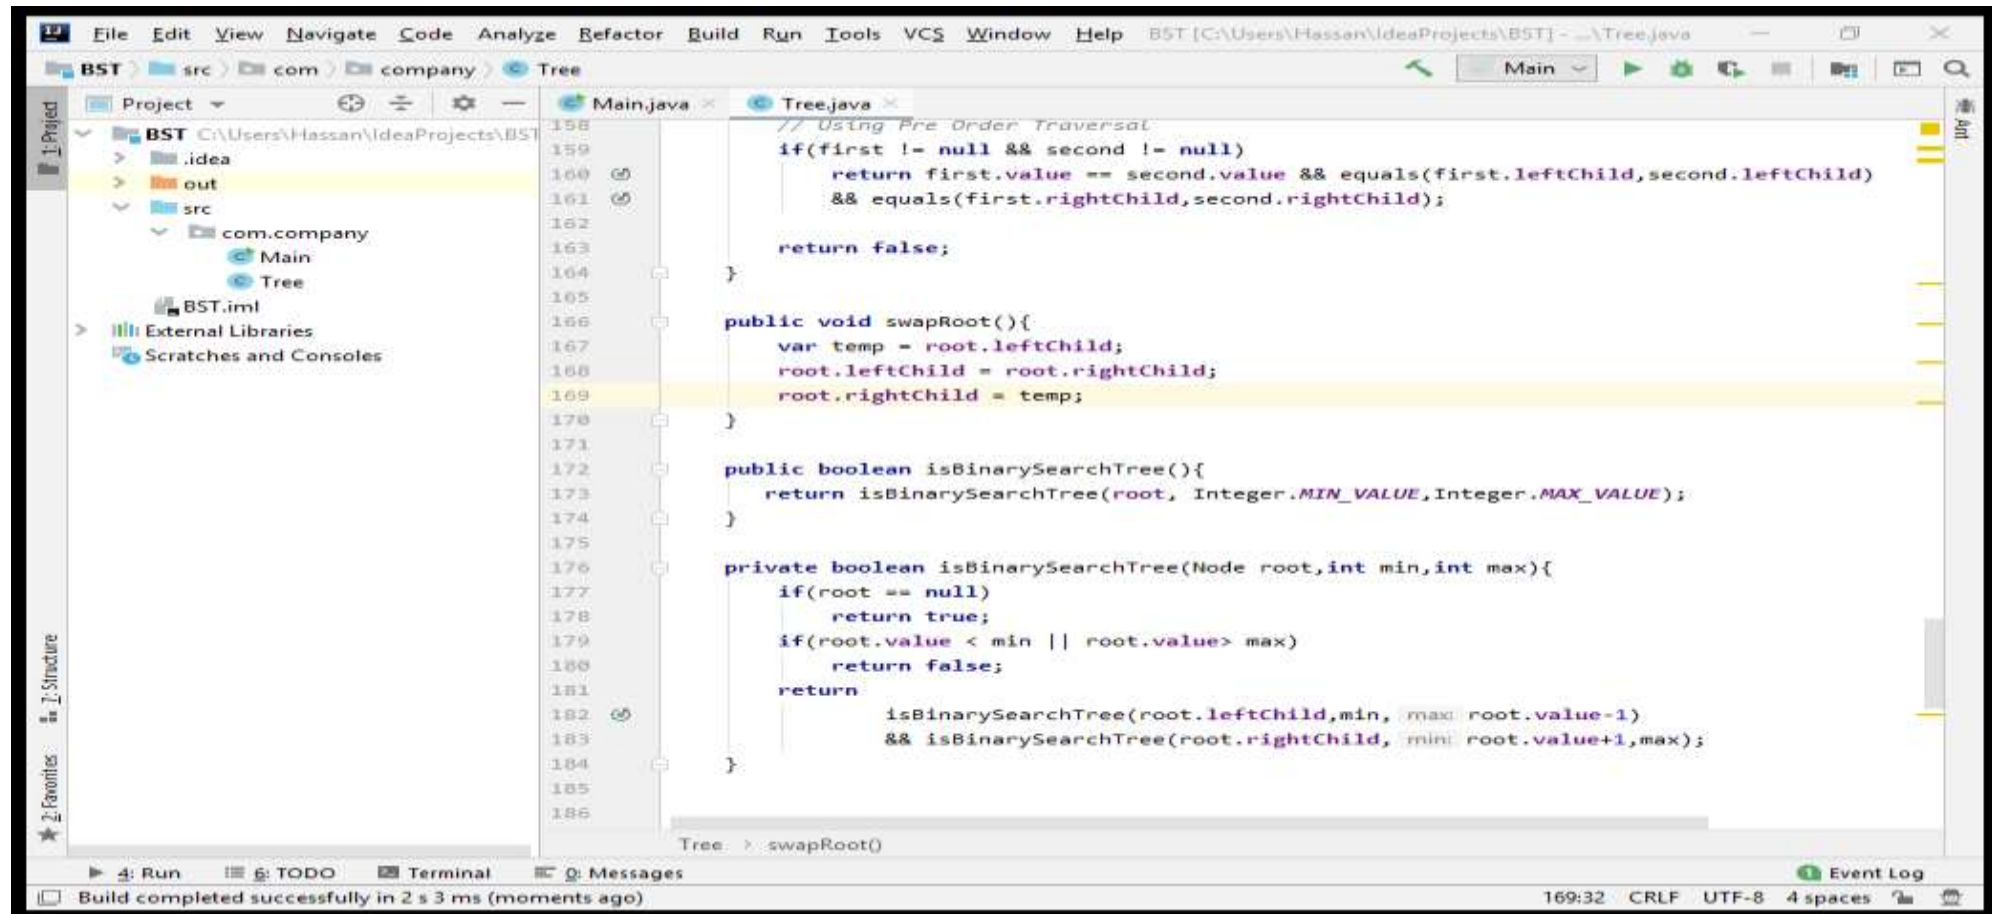 File Edit View Navigate Code Analyze Refactor Build Run Tools VCS Window Help BST [C:\Users\Hassan\IdeaProjects\BST] - ...\Tree.java
BST src com company Tree Main
Project Main.java Tree.java
1: Project
Ant
BST C:\Users\Hassan\IdeaProjects\BST
.idea
out
src
com.company
Main
Tree
BST.iml
External Libraries
Scratches and Consoles
158 // Using Pre Order Traversal
159 if(first != null && second != null)
160 return first.value == second.value && equals(first.leftChild,second.leftChild)
161 && equals(first.rightChild,second.rightChild);
162
163 return false;
164 }
165
166 public void swapRoot(){
167 var temp = root.leftChild;
168 root.leftChild = root.rightChild;
169 root.rightChild = temp;
170 }
171
172 public boolean isBinarySearchTree(){
173 return isBinarySearchTree(root, Integer.MIN_VALUE,Integer.MAX_VALUE);
174 }
175
176 private boolean isBinarySearchTree(Node root,int min,int max){
177 if(root == null)
178 return true;
179 if(root.value < min || root.value> max)
180 return false;
181 return
182 isBinarySearchTree(root.leftChild,min, max: root.value-1)
183 && isBinarySearchTree(root.rightChild, min: root.value+1,max);
184 }
185
186
Z: Structure
2: Favorites
Tree > swapRoot()
4: Run 6: TODO Terminal 0: Messages 1 Event Log
Build completed successfully in 2 s 3 ms (moments ago) 169:32 CRLF UTF-8 4 spaces